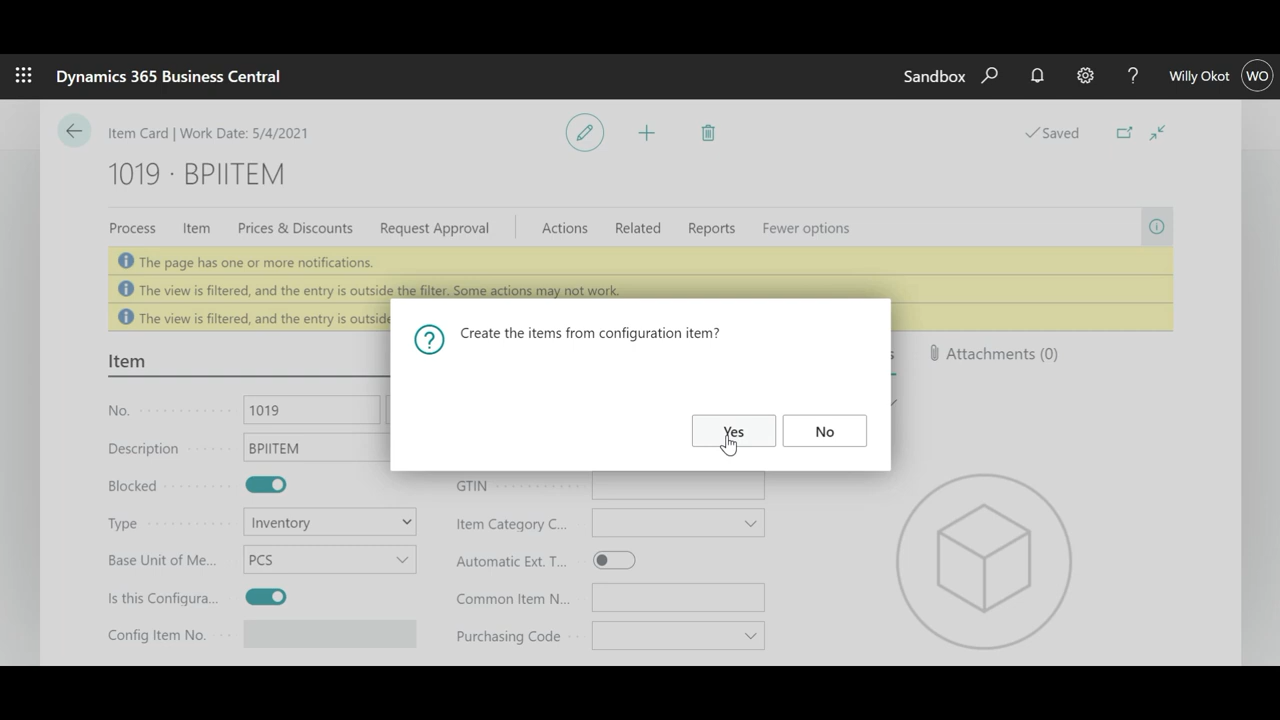 Dynamics 365 Business Central
Sandbox
?
Willy Okot
WO
Item Card | Work Date: 5/4/2021
Saved
1019 · BPIITEM
Process
Item
Prices & Discounts
Request Approval
Actions
Related
Reports
Fewer options
The page has one or more notifications.
The view is filtered, and the entry is outside the filter. Some actions may not work.
The view is filtered, and the entry is outside
Create the items from configuration item?
Yes
No
Item
Attachments (0)
No.
1019
Description
BPIITEM
Blocked
GTIN
Type
Inventory
Item Category C...
Base Unit of Me...
PCS
Automatic Ext. T...
Is this Configura...
Common Item N...
Config Item No.
Purchasing Code